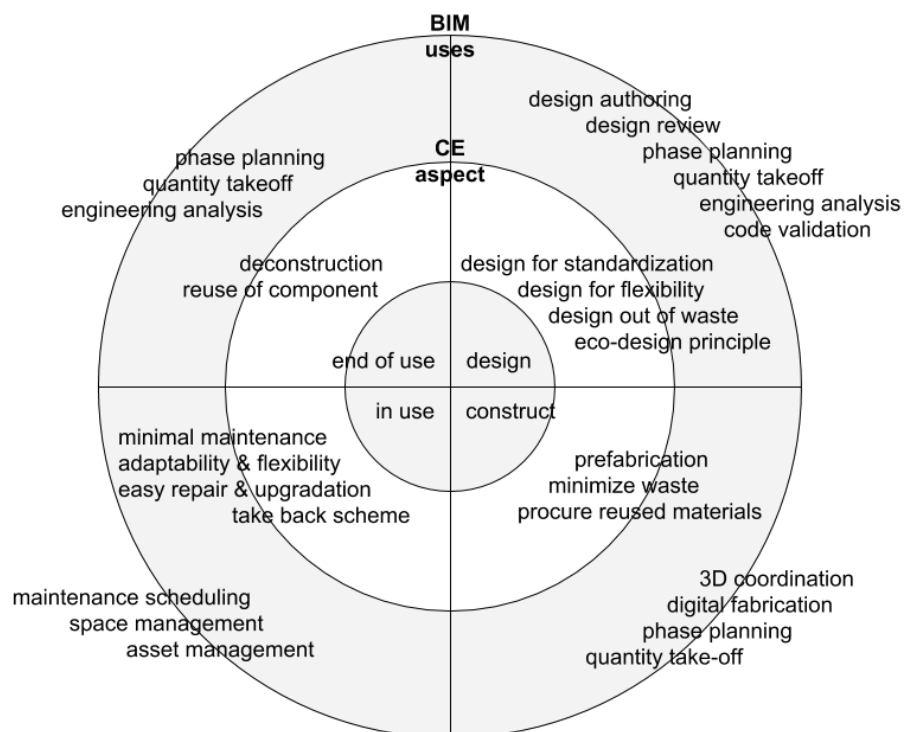 BIM
uses
design authoring
design review
phase planning
quantity takeoff
engineering analysis
code validation
phase planning
quantity takeoff
engineering analysis
CE
aspect
deconstruction
reuse of component
design for standardization
design for flexibility
design out of waste
eco-design principle
end of use
design
in use
construct
minimal maintenance
adaptability & flexibility
easy repair & upgradation
take back scheme
prefabrication
minimize waste
procure reused materials
maintenance scheduling
space management
asset management
3D coordination
digital fabrication
phase planning
quantity take-off